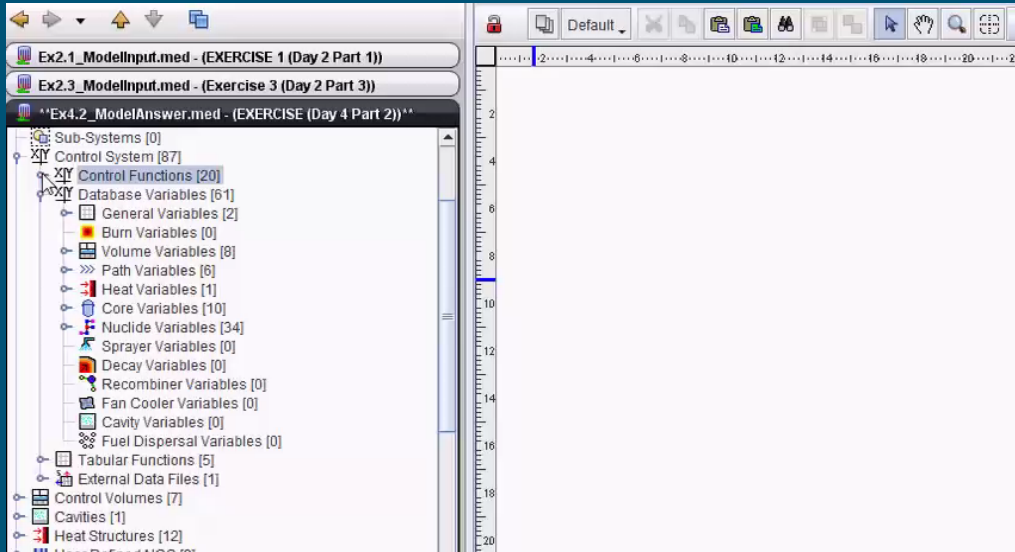 Default
Ex2.1_ModelInput.med - (EXERCISE 1 (Day 2 Part 1))
Ex2.3_ModelInput.med - (Exercise 3 (Day 2 Part 3))
**Ex4.2_ModelAnswer.med - (EXERCISE (Day 4 Part 2))**
Sub-Systems [0]
Control System [87]
Control Functions [20]
Database Variables [61]
General Variables [2]
Burn Variables [0]
Volume Variables [8]
Path Variables [6]
Heat Variables [1]
Core Variables [10]
Nuclide Variables [34]
Sprayer Variables [0]
Decay Variables [0]
Recombiner Variables [0]
Fan Cooler Variables [0]
Cavity Variables [0]
Fuel Dispersal Variables [0]
Tabular Functions [5]
External Data Files [1]
Control Volumes [7]
Cavities [1]
Heat Structures [12]
2 4 6 8 10 12 14 16 18 20 2
2
4
6
8
10
12
14
16
18
20